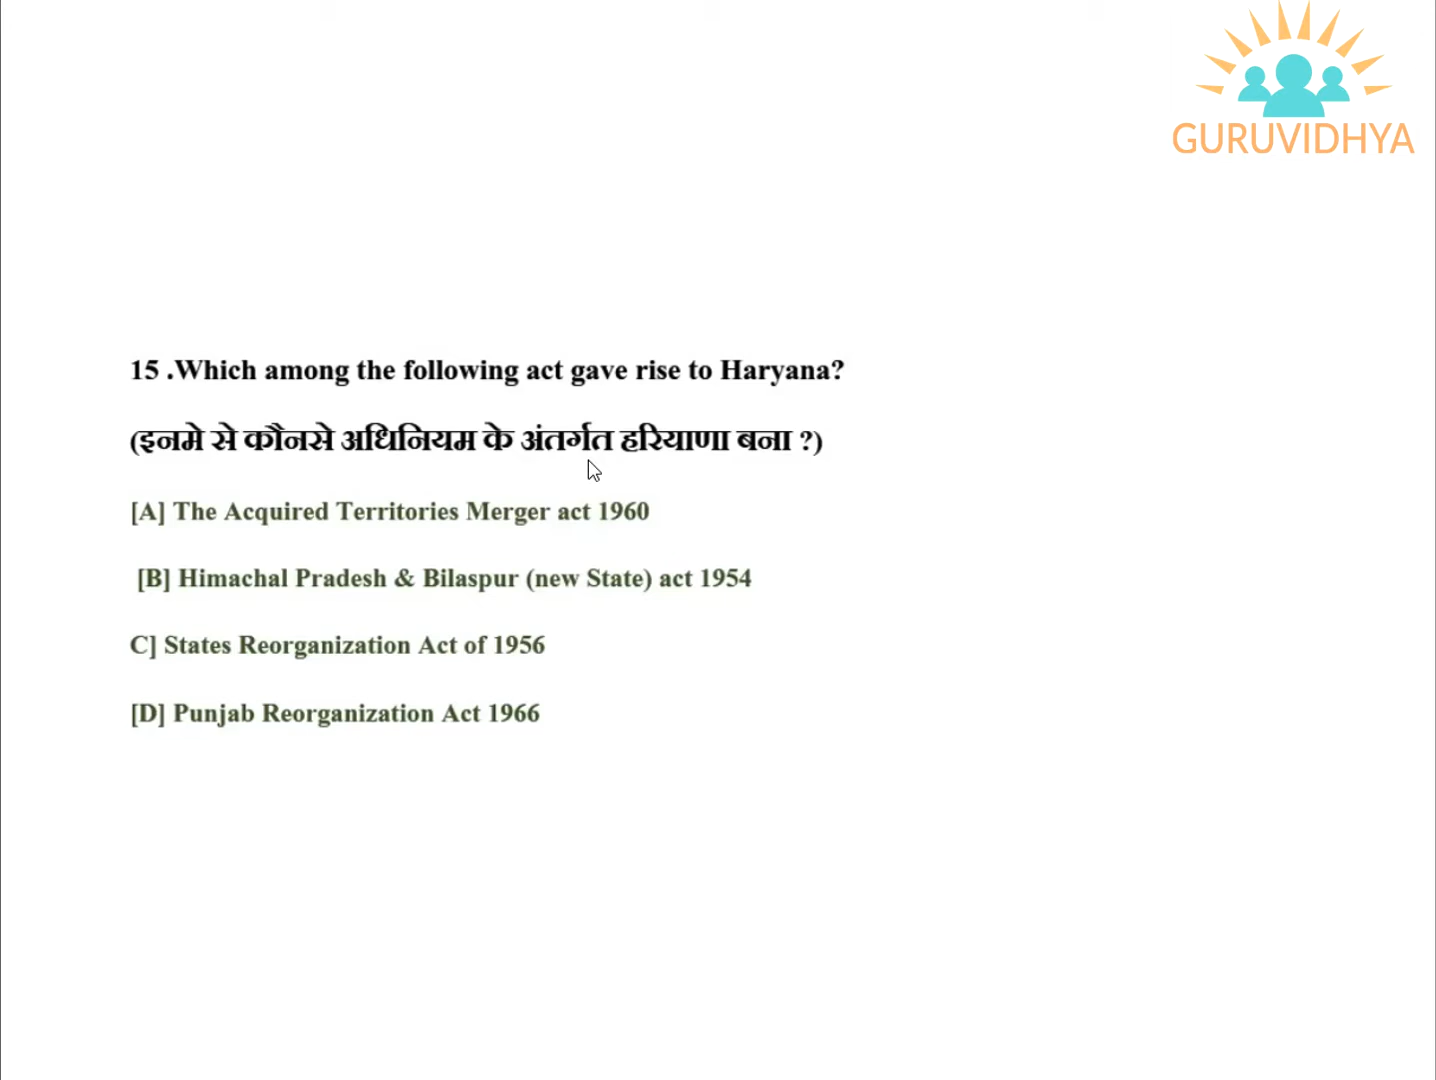 GURUVIDHYA
15 .Which among the following act gave rise to Haryana?
(इनमे से कौनसे अधिनियम के अंतर्गत हरियाणा बना ?)
[A] The Acquired Territories Merger act 1960
[B] Himachal Pradesh & Bilaspur (new State) act 1954
C] States Reorganization Act of 1956
[D] Punjab Reorganization Act 1966